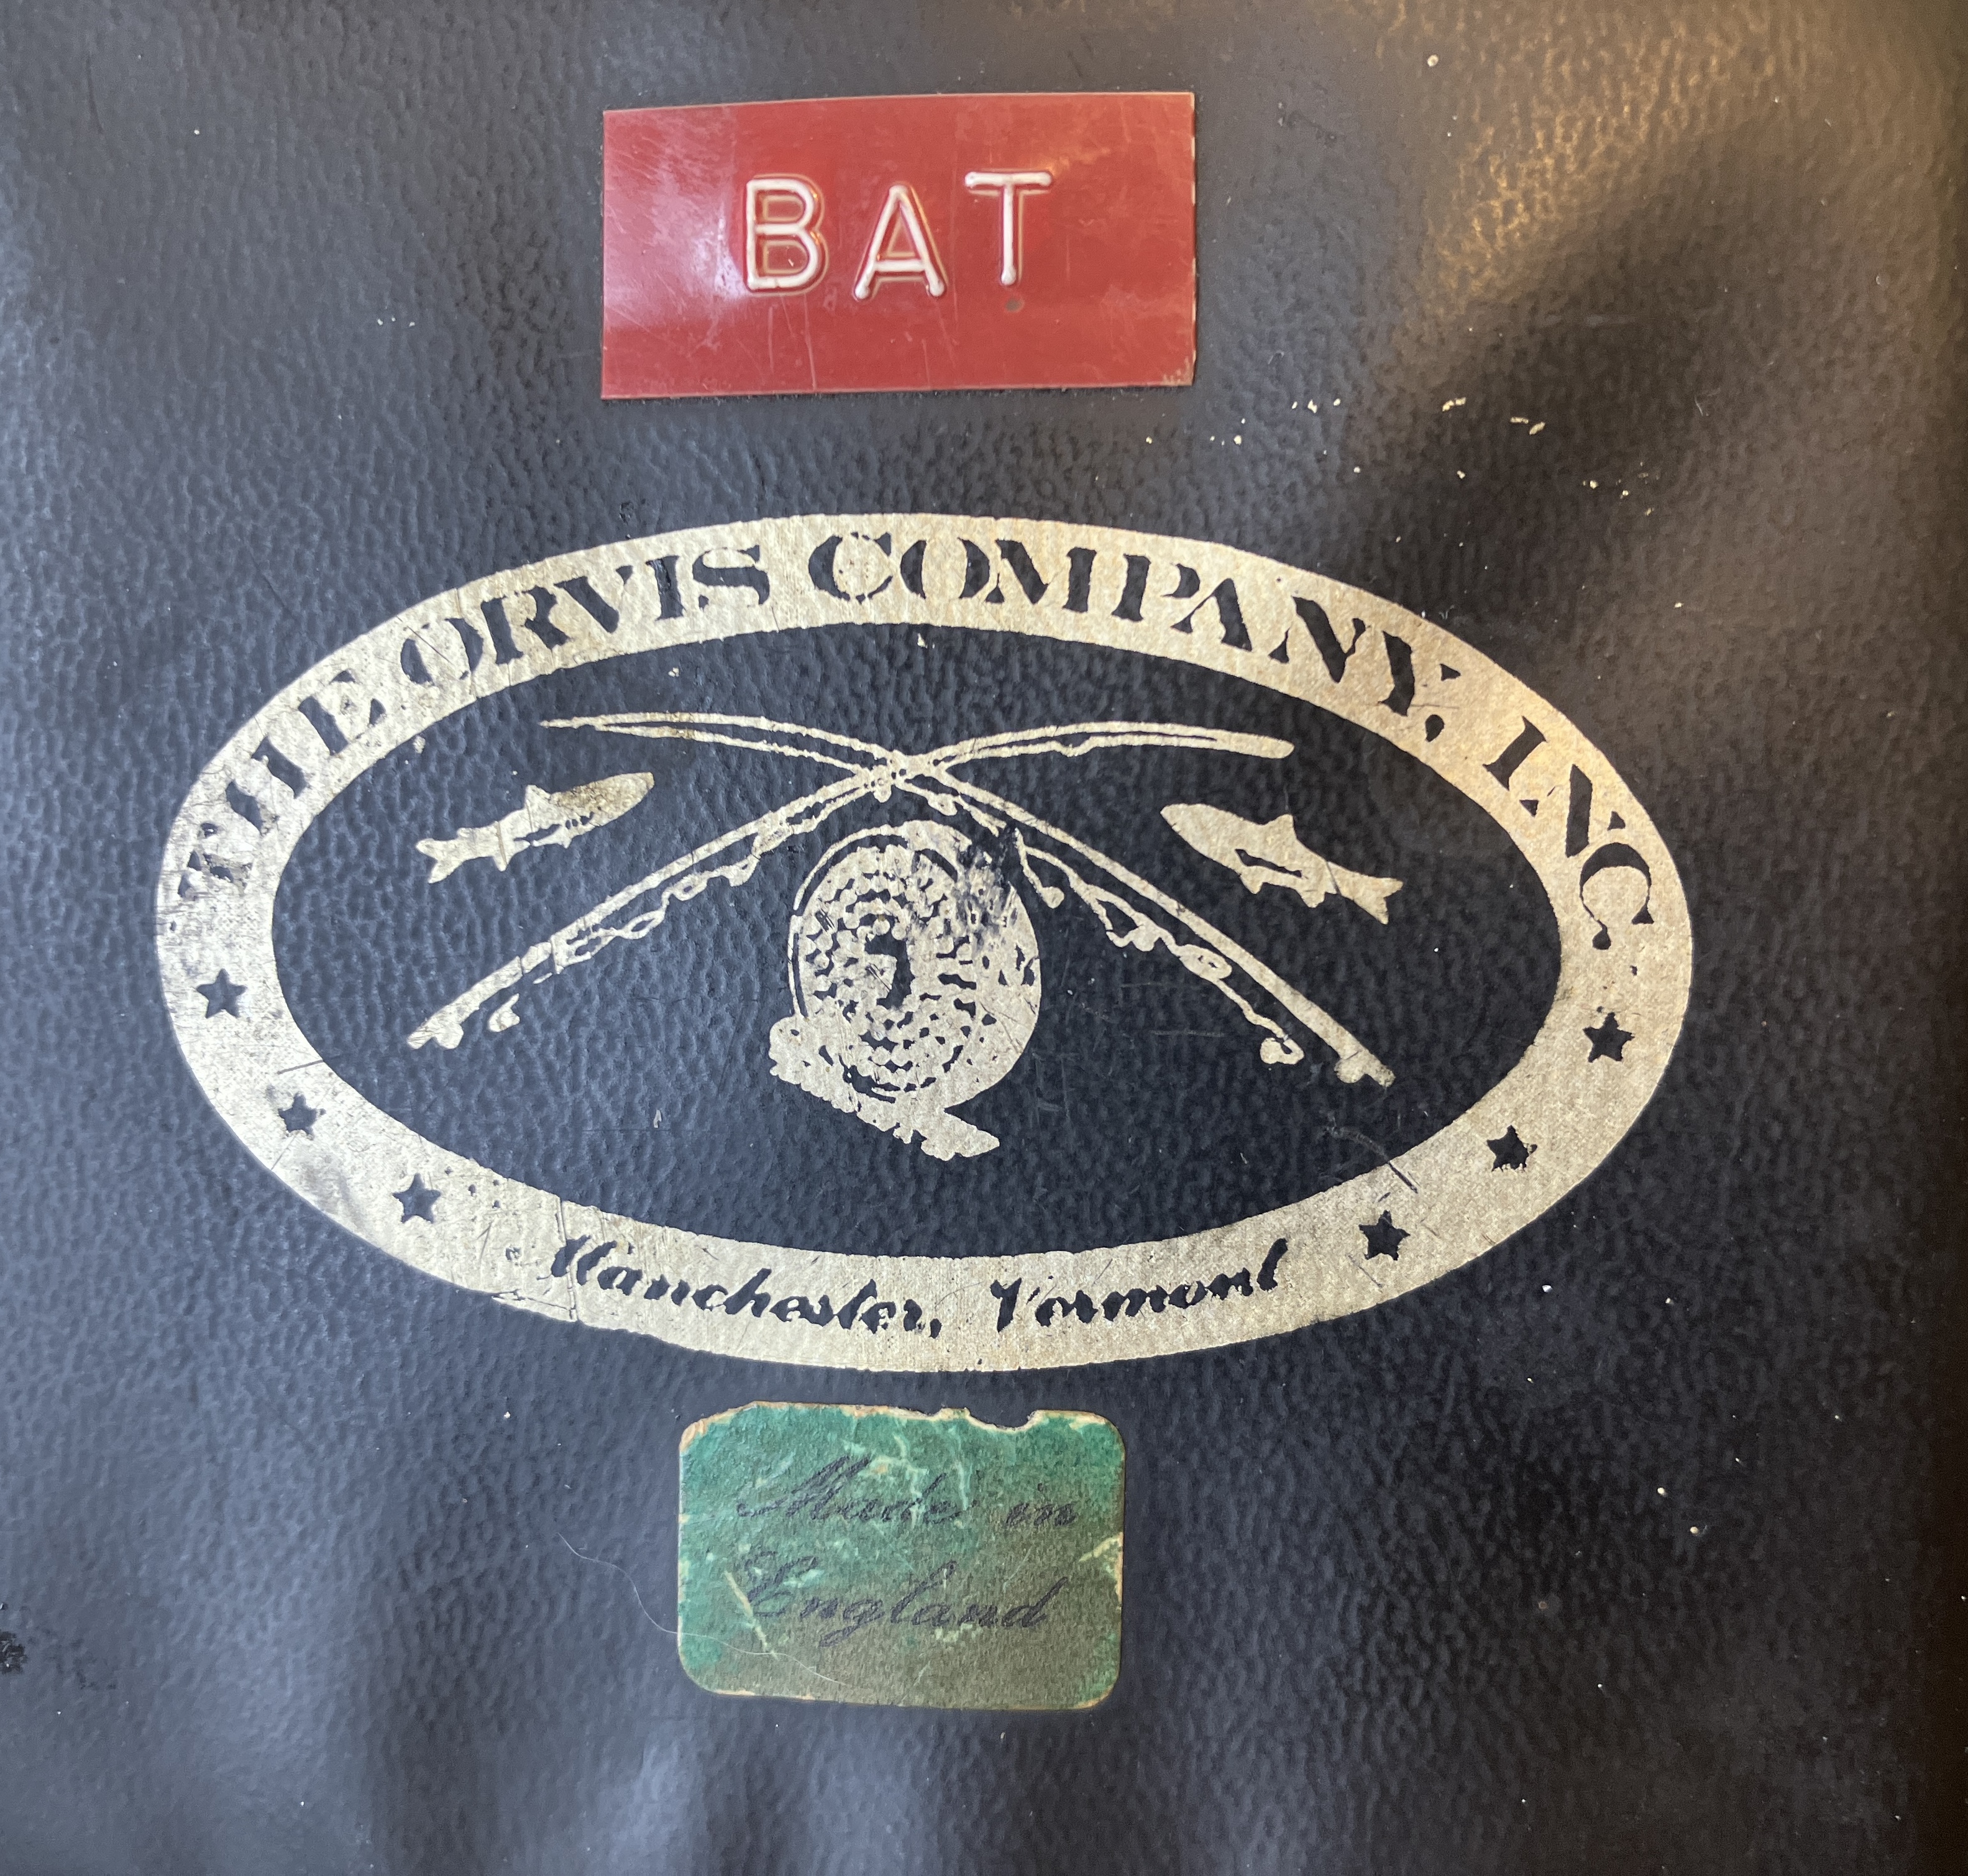 BAT
THE ORVIS COMPANY, INC.
Manchester, Vermont
Made in
England